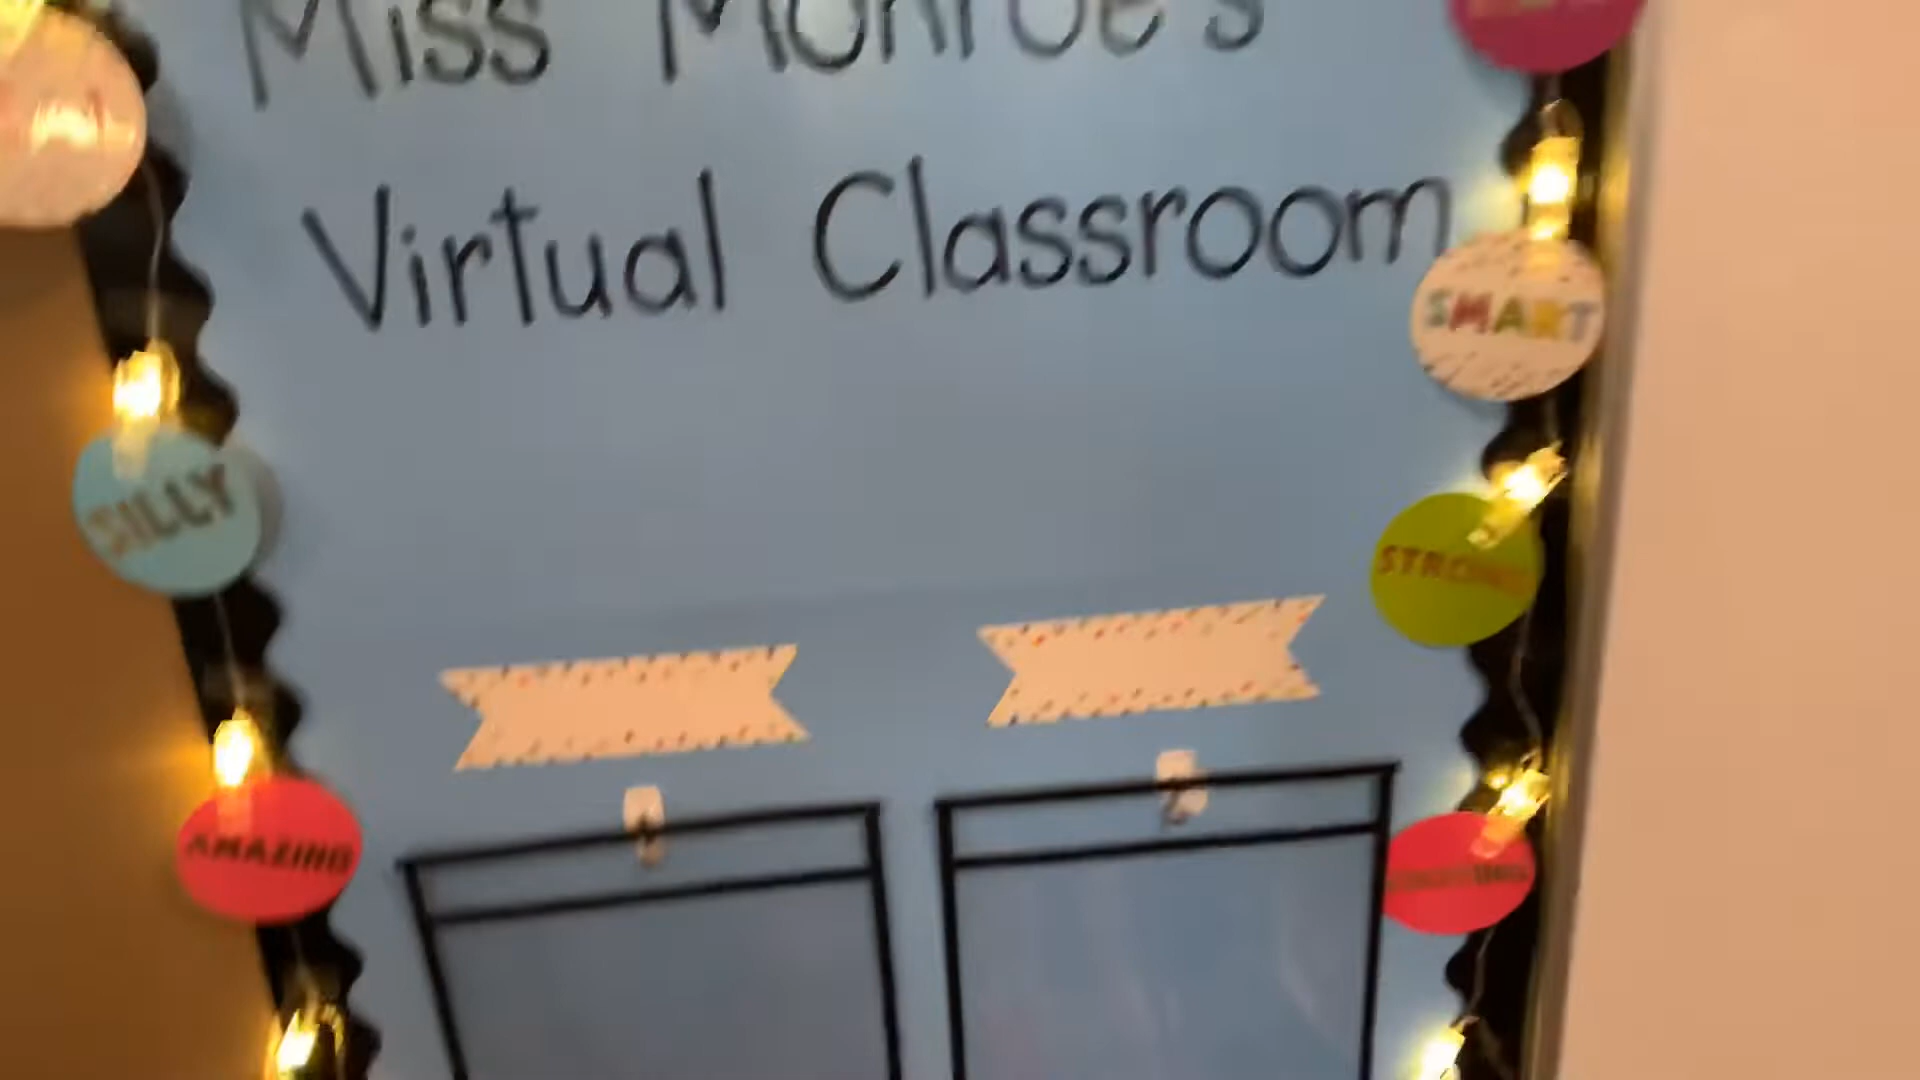 Miss Monroe's
Virtual Classroom
SMART
SILLY
STRONG
AMAZING